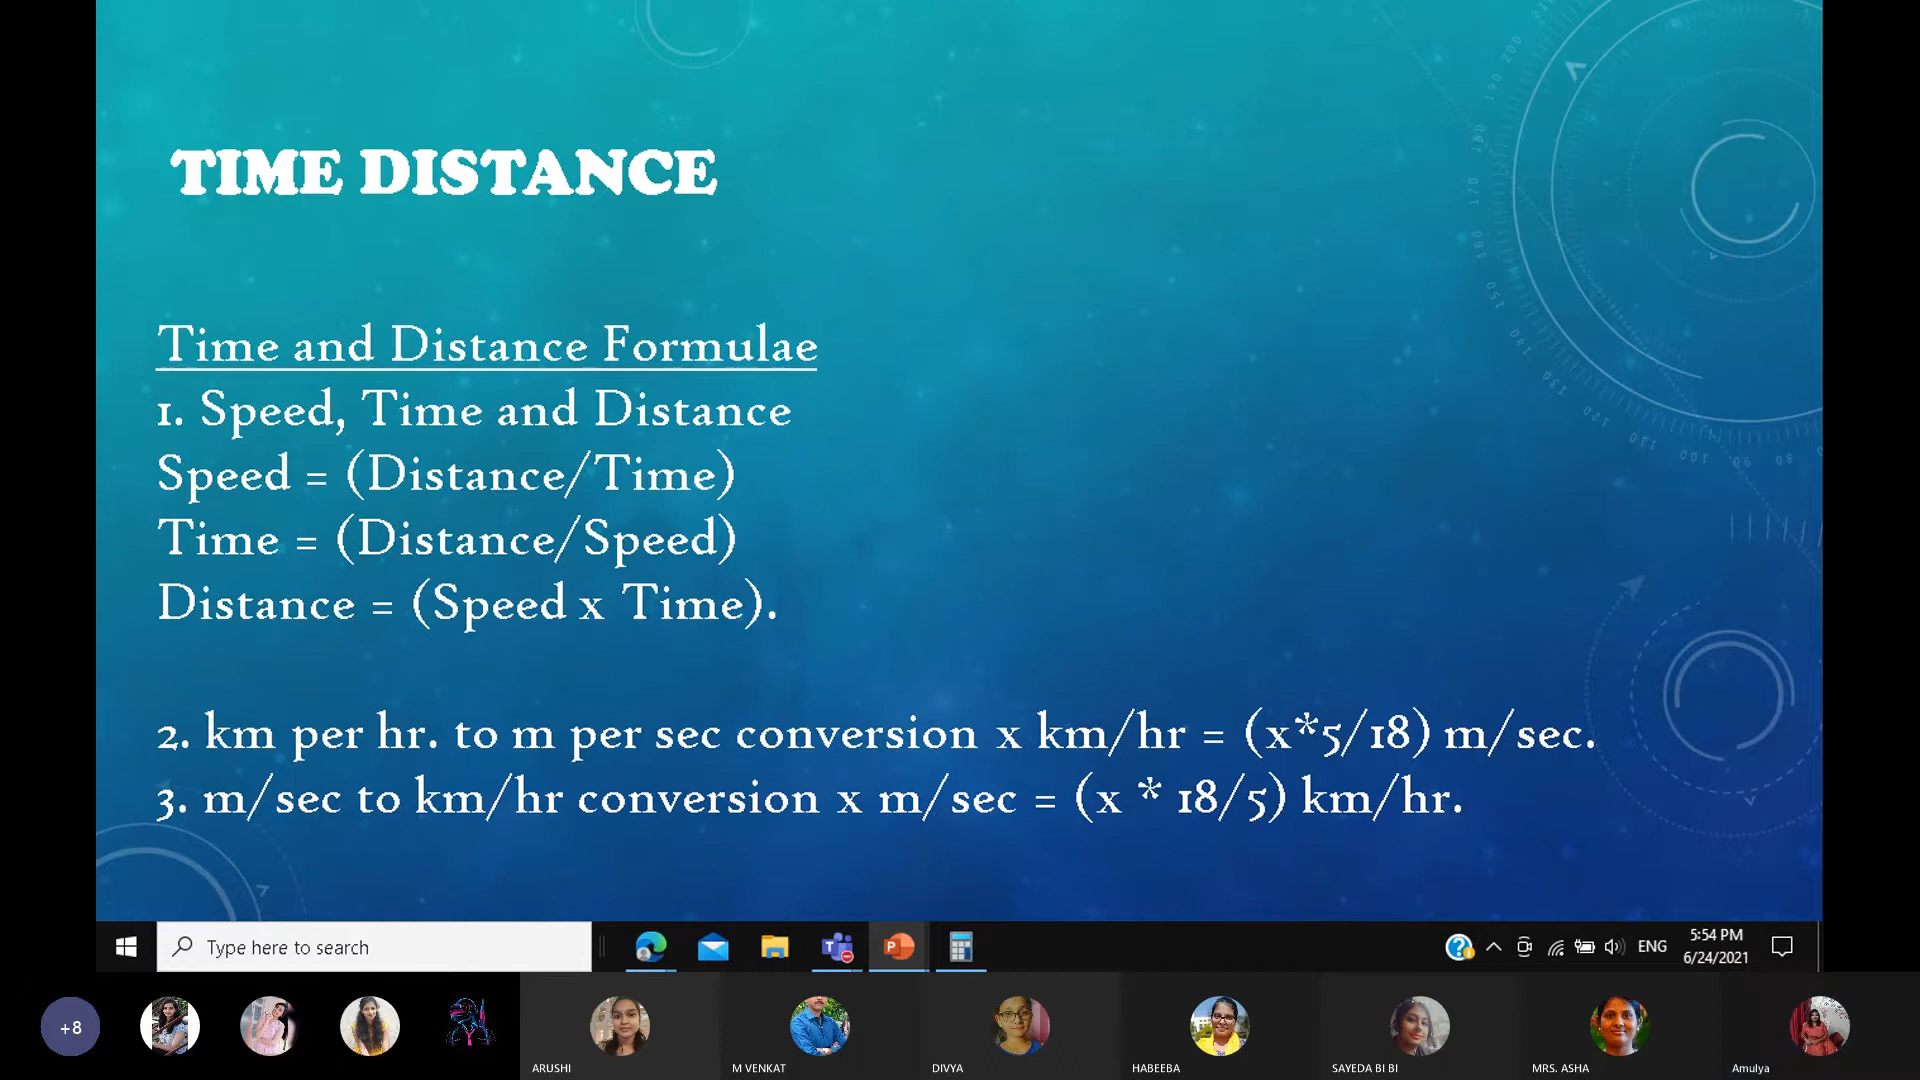 TIME DISTANCE
Time and Distance Formulae
1. Speed, Time and Distance
Speed = (Distance/Time)
Time = (Distance/Speed)
Distance = (Speed x Time).
2. km per hr. to m per sec conversion x km/hr = (x*5/18) m/sec.
3. m/sec to km/hr conversion x m/sec = (x * 18/5) km/hr.
Type here to search
ENG
5:54 PM
6/24/2021
+8
ARUSHI
M VENKAT
DIVYA
HABEEBA
SAYEDA BI BI
MRS. ASHA
Amulya